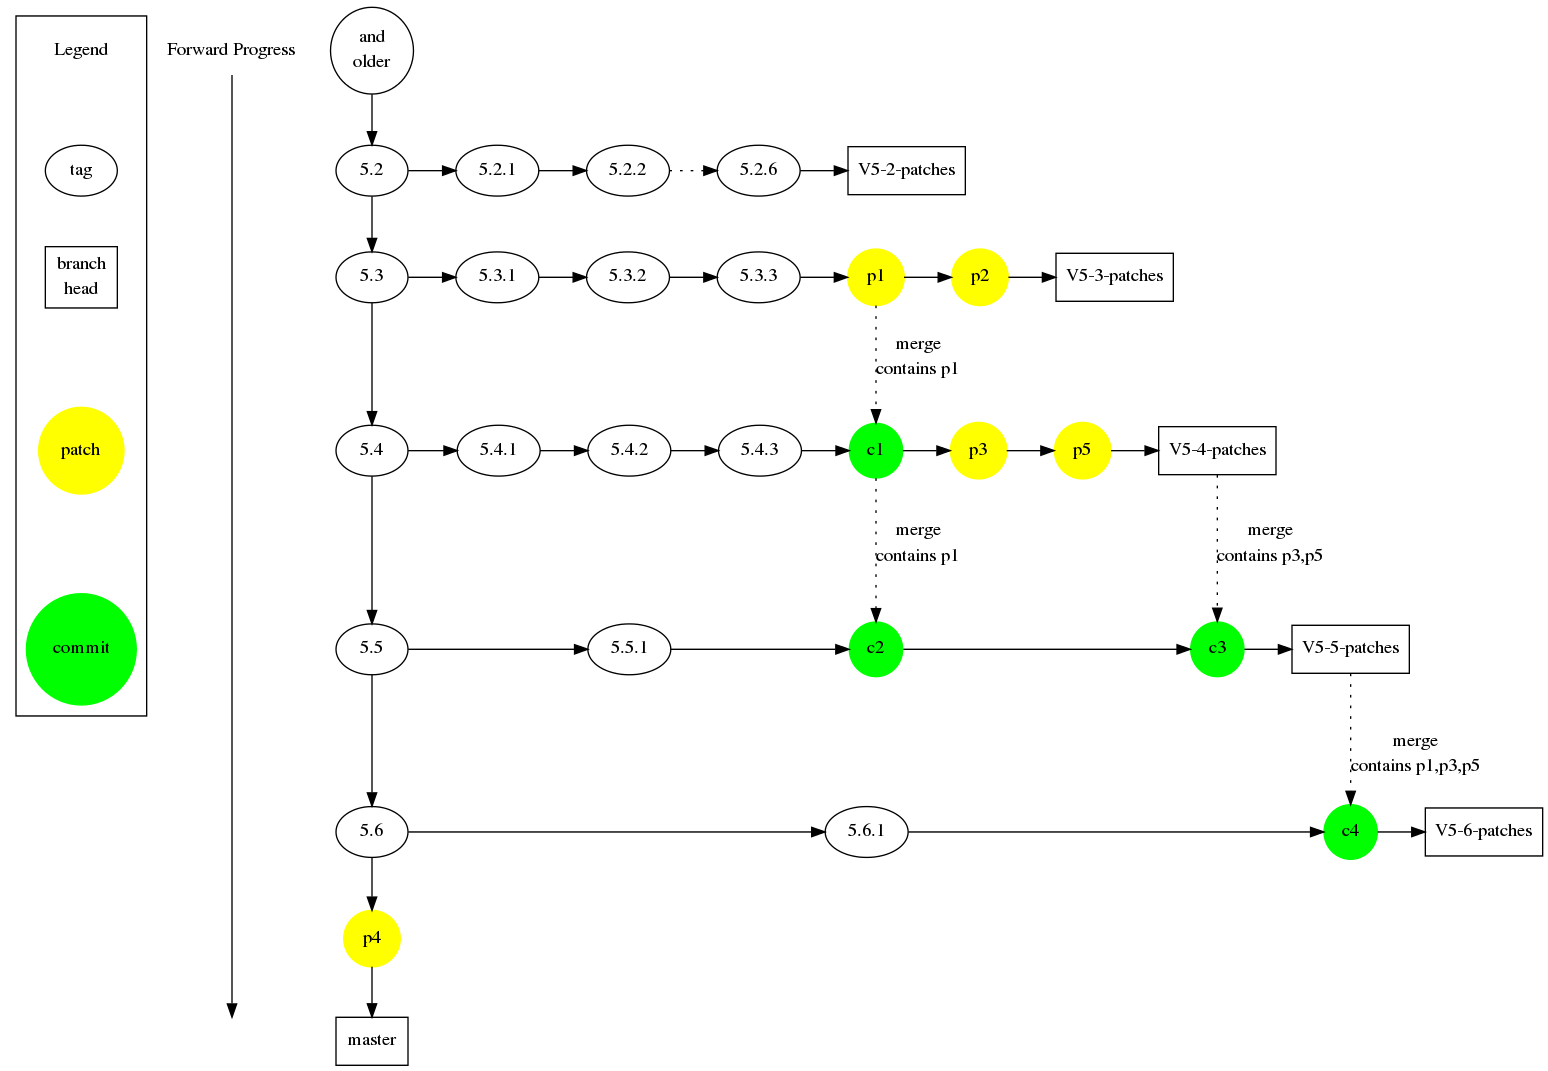 Legend
Forward Progress
and
older
tag
5.2
5.2.1
5.2.2
5.2.6
V5-2-patches
branch
head
5.3
5.3.1
5.3.2
5.3.3
p1
p2
V5-3-patches
merge
contains p1
patch
5.4
5.4.1
5.4.2
5.4.3
c1
p3
p5
V5-4-patches
merge
contains p1
merge
contains p3,p5
commit
5.5
5.5.1
c2
c3
V5-5-patches
merge
contains p1,p3,p5
5.6
5.6.1
c4
V5-6-patches
p4
master